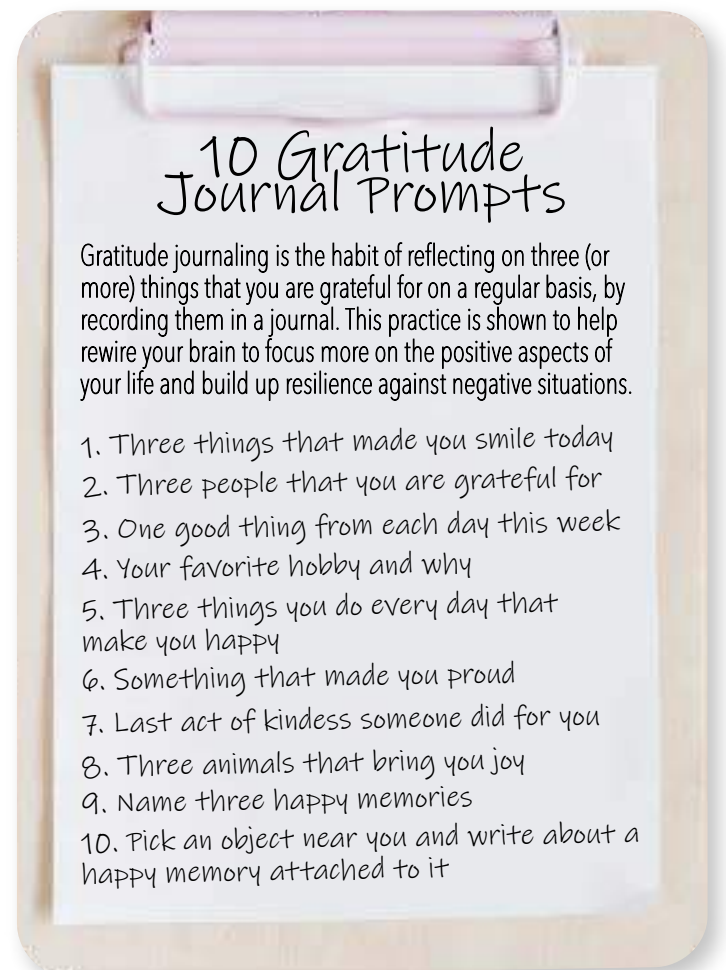 10 Gratitude
Journal Prompts
Gratitude journaling is the habit of reflecting on three (or
more) things that you are grateful for on a regular basis, by
recording them in a journal. This practice is shown to help
rewire your brain to focus more on the positive aspects of
your life and build up resilience against negative situations.
1. Three things that made you smile today
2. Three people that you are grateful for
3. One good thing from each day this week
4. Your favorite hobby and why
5. Three things you do every day that
make you happy
6. Something that made you proud
7. Last act of kindess someone did for you
8. Three animals that bring you joy
9. Name three happy memories
10. Pick an object near you and write about a
happy memory attached to it